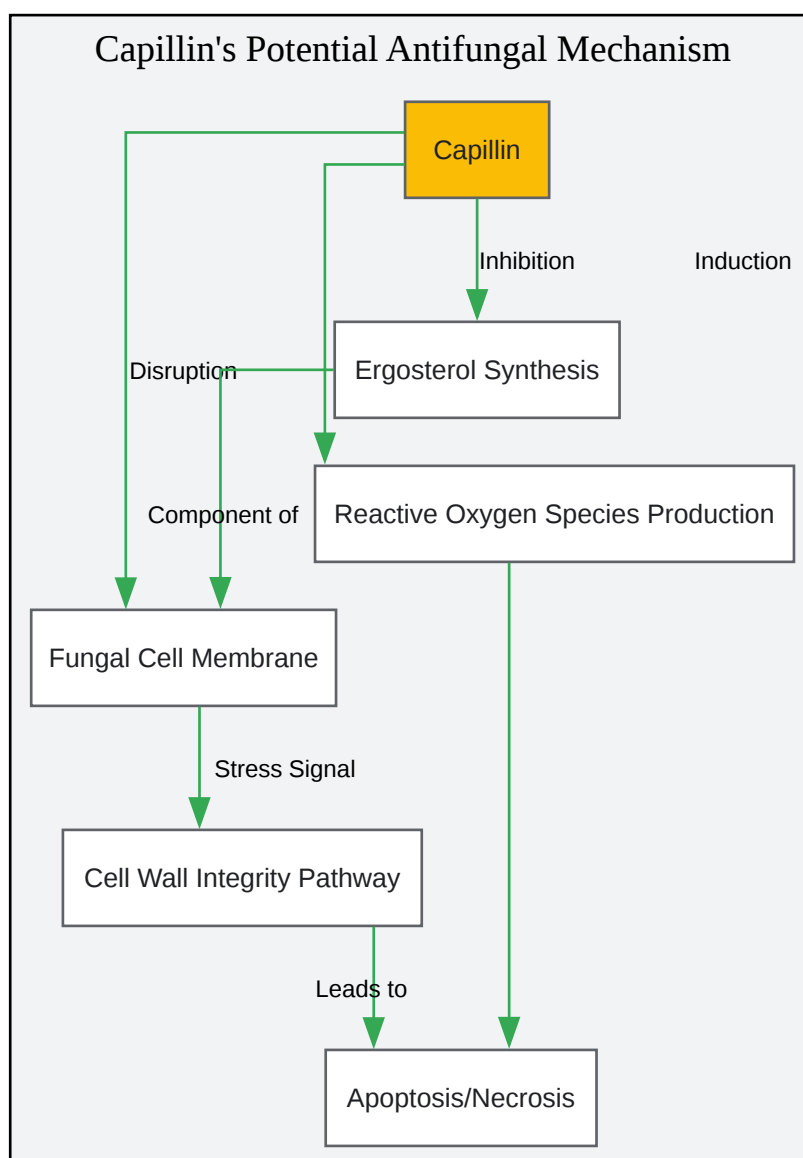 Capillin's Potential Antifungal Mechanism
Capillin
Inhibition
Induction
Disruption
Ergosterol Synthesis
Component of
Reactive Oxygen Species Production
Fungal Cell Membrane
Stress Signal
Cell Wall Integrity Pathway
Leads to
Apoptosis/Necrosis